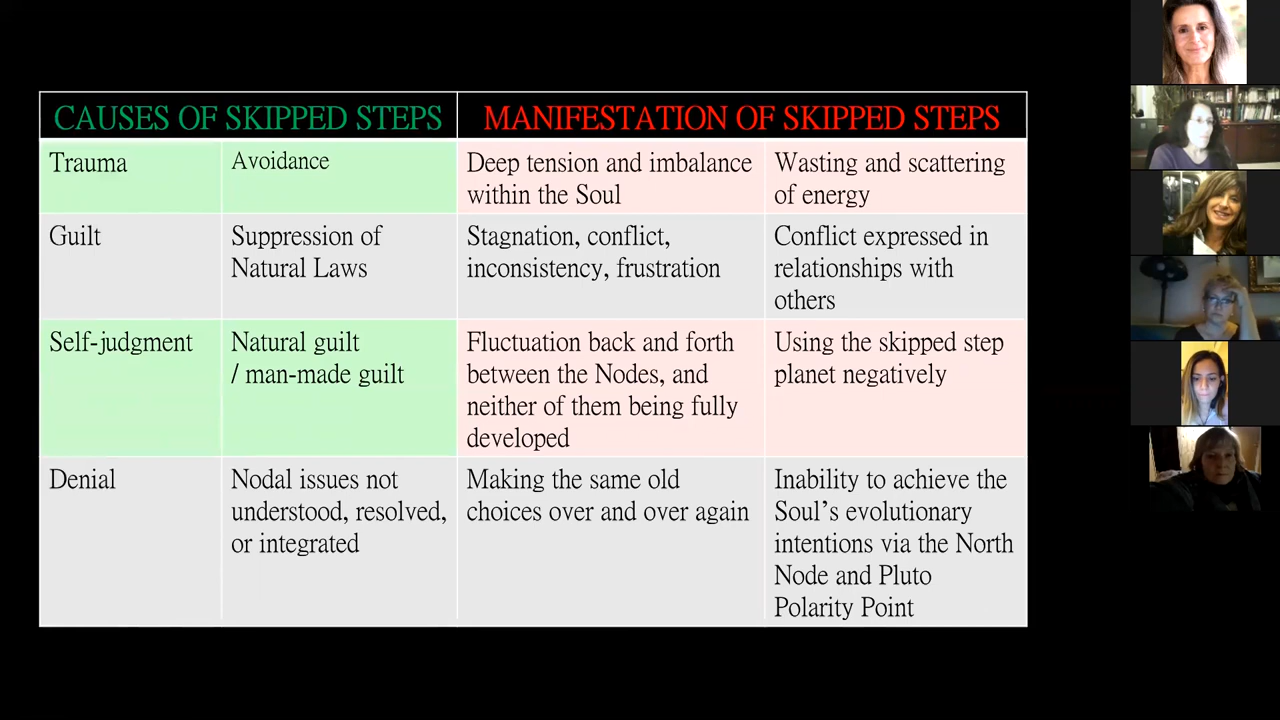 CAUSES OF SKIPPED STEPS
MANIFESTATION OF SKIPPED STEPS
Trauma
Avoidance
Deep tension and imbalance
within the Soul
Wasting and scattering
of energy
Guilt
Suppression of
Natural Laws
Stagnation, conflict,
inconsistency, frustration
Conflict expressed in
relationships with
others
Self-judgment
Natural guilt
/ man-made guilt
Fluctuation back and forth
between the Nodes, and
neither of them being fully
developed
Using the skipped step
planet negatively
Denial
Nodal issues not
understood, resolved,
or integrated
Making the same old
choices over and over again
Inability to achieve the
Soul’s evolutionary
intentions via the North
Node and Pluto
Polarity Point